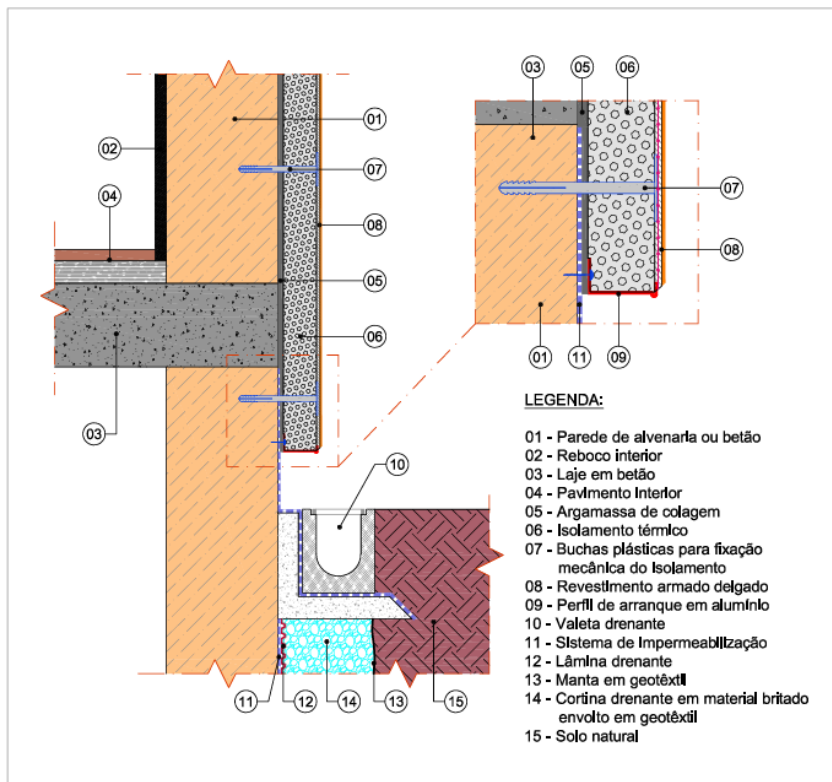 03
05
06
01
02
07
04
07
08
08
05
06
03
01
11
09
10
11
12
14
13
15
LEGENDA:
01 - Parede de alvenaria ou betão
02 - Reboco interior
03 - Laje em betão
04 - Pavimento interior
05 - Argamassa de colagem
06 - Isolamento térmico
07 - Buchas plásticas para fixação
mecânica do isolamento
08 - Revestimento armado delgado
09 - Perfil de arranque em alumínio
10 - Valeta drenante
11 - Sistema de impermeabilização
12 - Lâmina drenante
13 - Manta em geotêxtil
14 - Cortina drenante em material britado
envolto em geotêxtil
15 - Solo natural